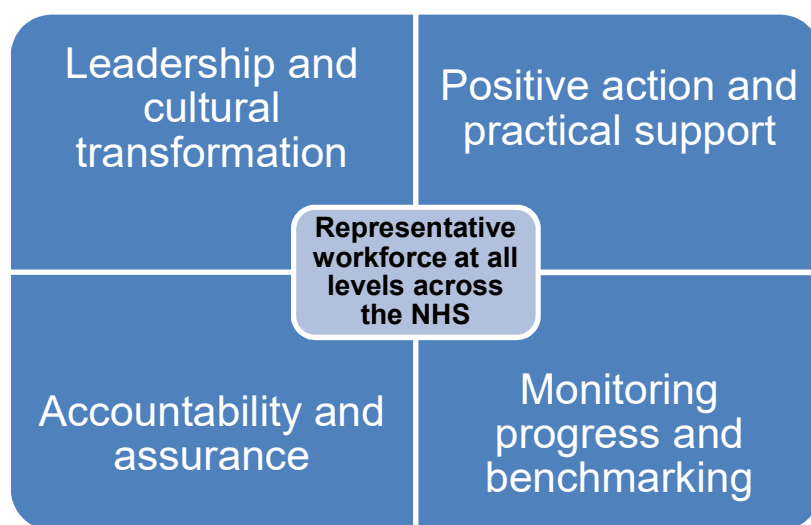 Leadership and
cultural
transformation
Positive action and
practical support
Representative
workforce at all
levels across
the NHS
Accountability and
assurance
Monitoring
progress and
benchmarking